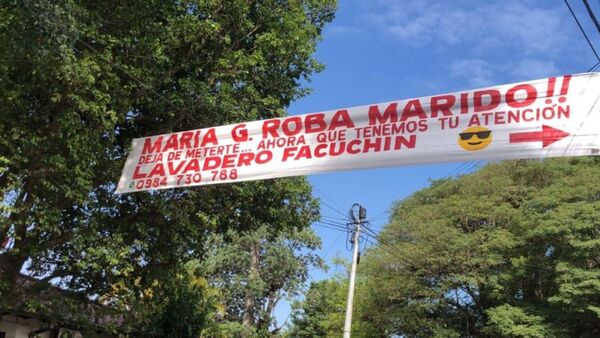 MARIA G. ROBA MARIDO!!
DEJA DE METERTE... AHORA QUE TENEMOS TU ATENCIÓN
LAVADERO FACUCHIN
0984 730 788